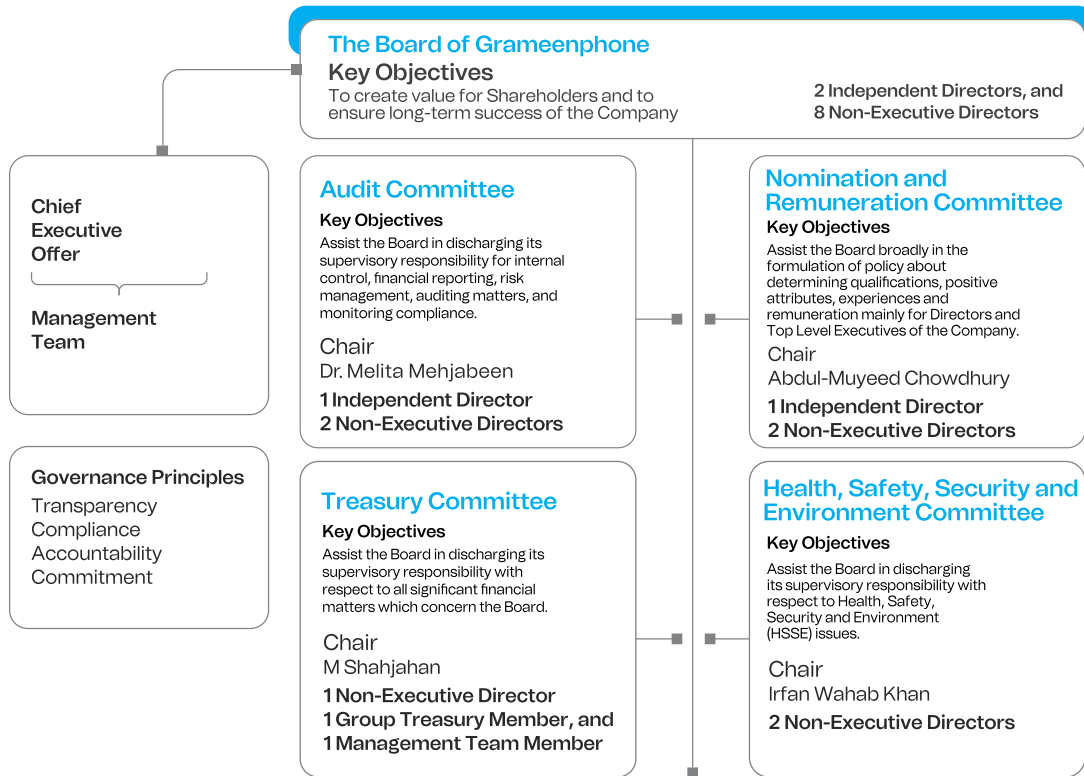 The Board of Grameenphone
Key Objectives
To create value for Shareholders and to
ensure long-term success of the Company
2 Independent Directors, and
8 Non-Executive Directors
Chief
Executive
Offer
Management
Team
Governance Principles
Transparency
Compliance
Accountability
Commitment
Audit Committee
Key Objectives
Assist the Board in discharging its
supervisory responsibility for internal
control, financial reporting, risk
management, auditing matters, and
monitoring compliance.
Chair
Dr. Melita Mehjabeen
1 Independent Director
2 Non-Executive Directors
Nomination and
Remuneration Committee
Key Objectives
Assist the Board broadly in the
formulation of policy about
determining qualifications, positive
attributes, experiences and
remuneration mainly for Directors and
Top Level Executives of the Company.
Chair
Abdul-Muyeed Chowdhury
1 Independent Director
2 Non-Executive Directors
Treasury Committee
Key Objectives
Assist the Board in discharging its
supervisory responsibility with
respect to all significant financial
matters which concern the Board.
Chair
M Shahjahan
1 Non-Executive Director
1 Group Treasury Member, and
1 Management Team Member
Health, Safety, Security and
Environment Committee
Key Objectives
Assist the Board in discharging
its supervisory responsibility with
respect to Health, Safety,
Security and Environment
(HSSE) issues.
Chair
Irfan Wahab Khan
2 Non-Executive Directors